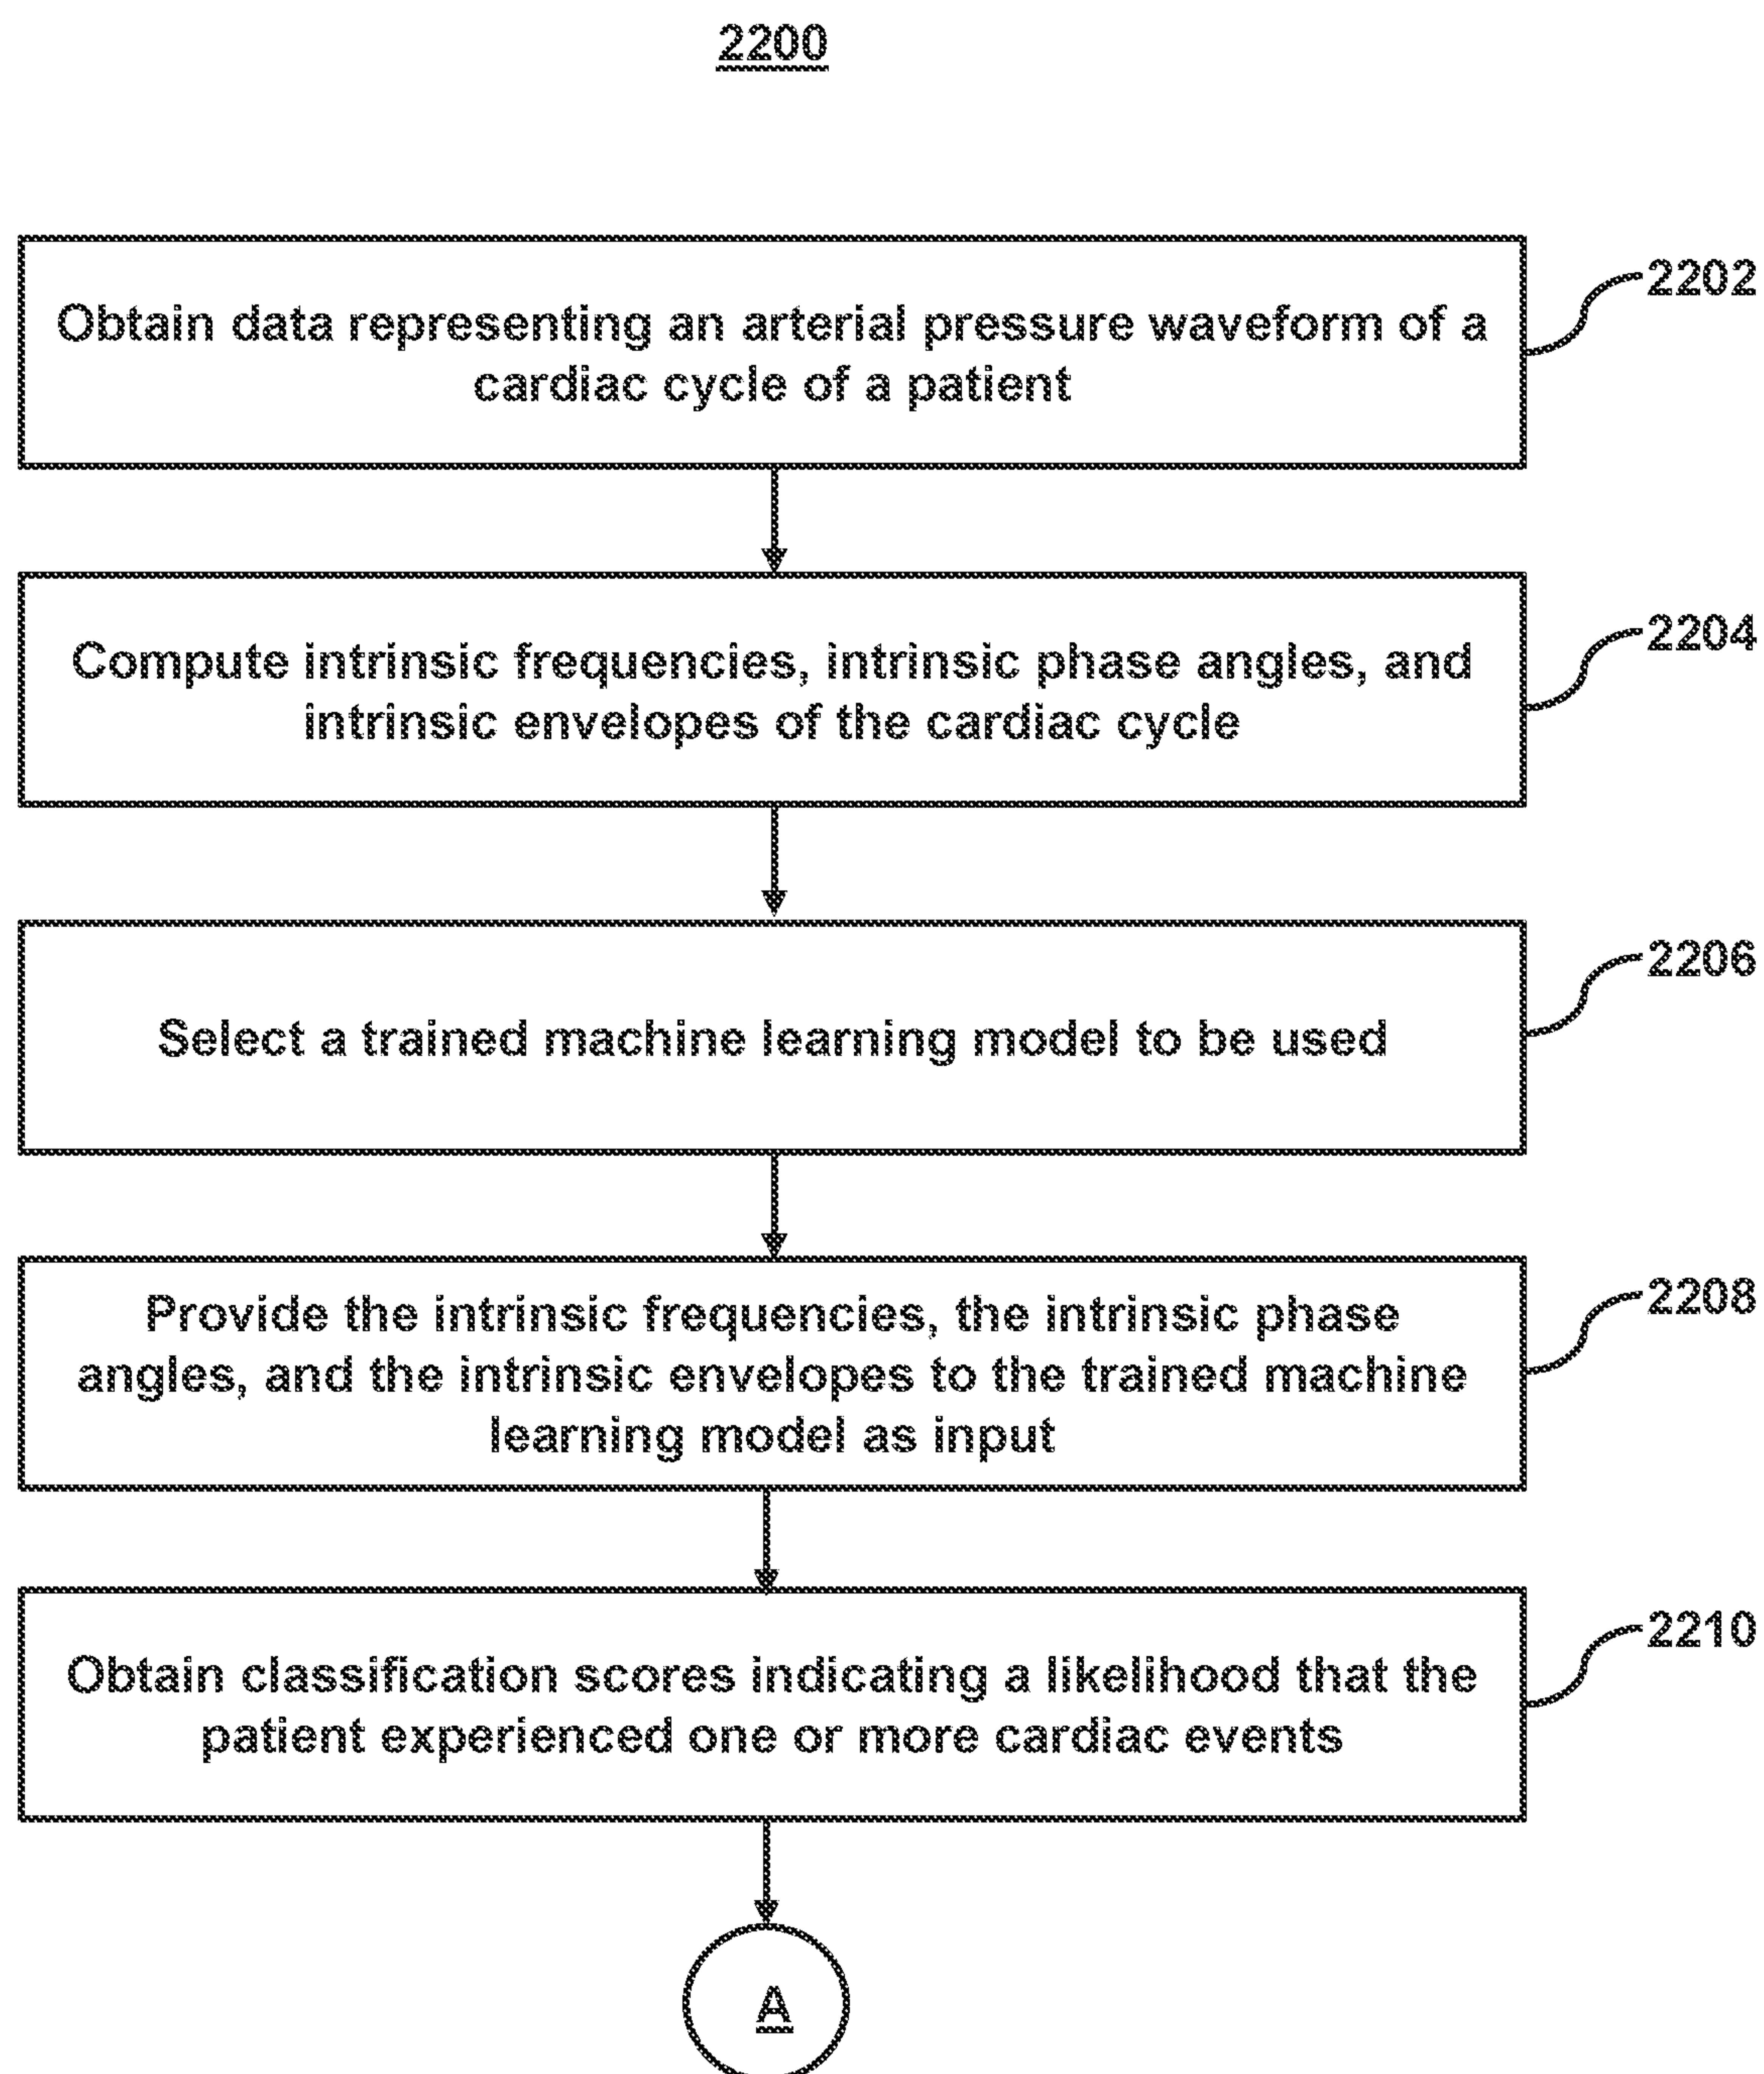 2200
Obtain data representing an arterial pressure waveform of a
cardiac cycle of a patient
2202
Compute intrinsic frequencies, intrinsic phase angles, and
intrinsic envelopes of the cardiac cycle
2204
Select a trained machine learning model to be used
2206
Provide the intrinsic frequencies, the intrinsic phase
angles, and the intrinsic envelopes to the trained machine
learning model as input
2208
Obtain classification scores indicating a likelihood that the
patient experienced one or more cardiac events
2210
A